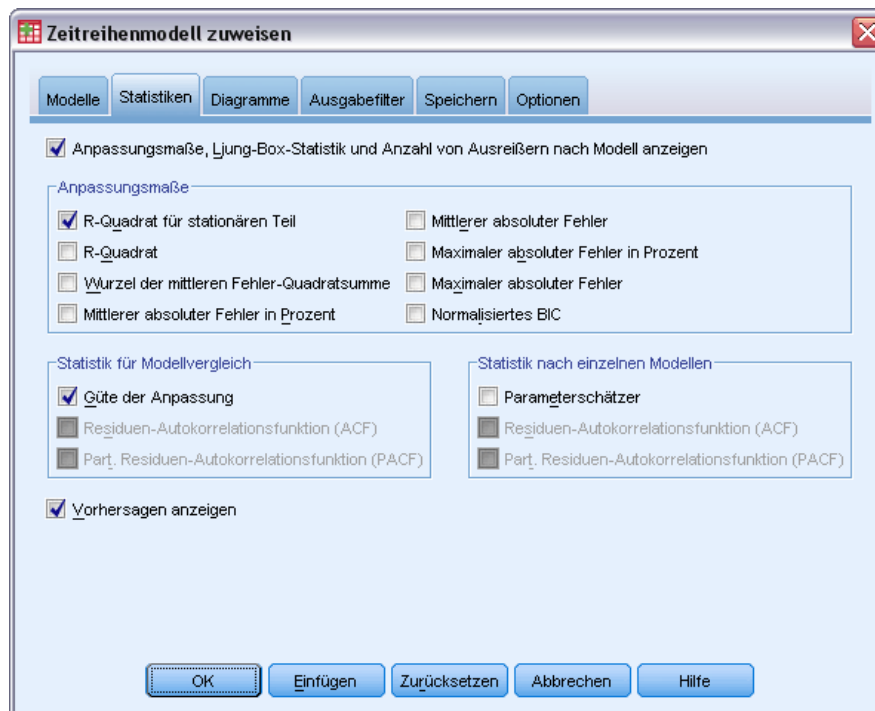 Zeitreihenmodell zuweisen
Modelle Statistiken Diagramme Ausgabefilter Speichern Optionen
Anpassungsmaße, Ljung-Box-Statistik und Anzahl von Ausreißern nach Modell anzeigen
Anpassungsmaße
R-Quadrat für stationären Teil
R-Quadrat
Wurzel der mittleren Fehler-Quadratsumme
Mittlerer absoluter Fehler in Prozent
Mittlerer absoluter Fehler
Maximaler absoluter Fehler in Prozent
Maximaler absoluter Fehler
Normalisiertes BIC
Statistik für Modellvergleich
Güte der Anpassung
Residuen-Autokorrelationsfunktion (ACF)
Part. Residuen-Autokorrelationsfunktion (PACF)
Statistik nach einzelnen Modellen
Parameterschätzer
Residuen-Autokorrelationsfunktion (ACF)
Part. Residuen-Autokorrelationsfunktion (PACF)
Vorhersagen anzeigen
OK Einfügen Zurücksetzen Abbrechen Hilfe